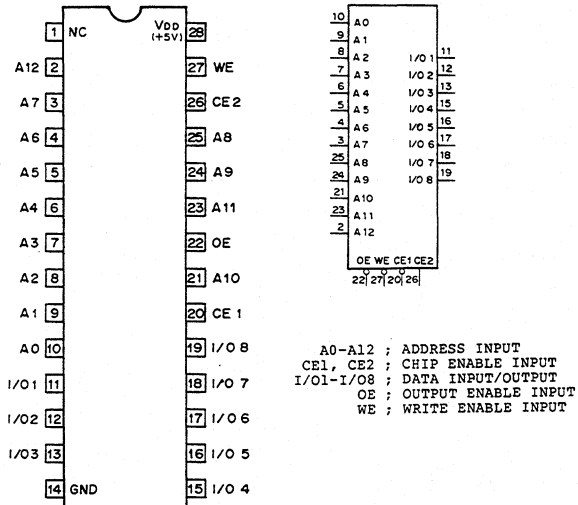 1 NC VDD (+5V) 28
A12 2 27 WE
A7 3 26 CE2
A6 4 25 A8
A5 5 24 A9
A4 6 23 A11
A3 7 22 OE
A2 8 21 A10
A1 9 20 CE 1
A0 10 19 I/O 8
I/O1 11 18 I/O 7
I/O2 12 17 I/O 6
I/O3 13 16 I/O 5
14 GND 15 I/O 4
10 A0
9 A1
8 A2 I/O 1 11
7 A3 I/O 2 12
6 A4 I/O 3 13
5 A5 I/O 4 15
4 A6 I/O 5 16
3 A7 I/O 6 17
25 A8 I/O 7 18
24 A9 I/O 8 19
21 A10
23 A11
2 A12
OE WE CE1 CE2
22 27 20 26
A0-A12 ; ADDRESS INPUT
CE1, CE2 ; CHIP ENABLE INPUT
I/O1-I/O8 ; DATA INPUT/OUTPUT
OE ; OUTPUT ENABLE INPUT
WE ; WRITE ENABLE INPUT